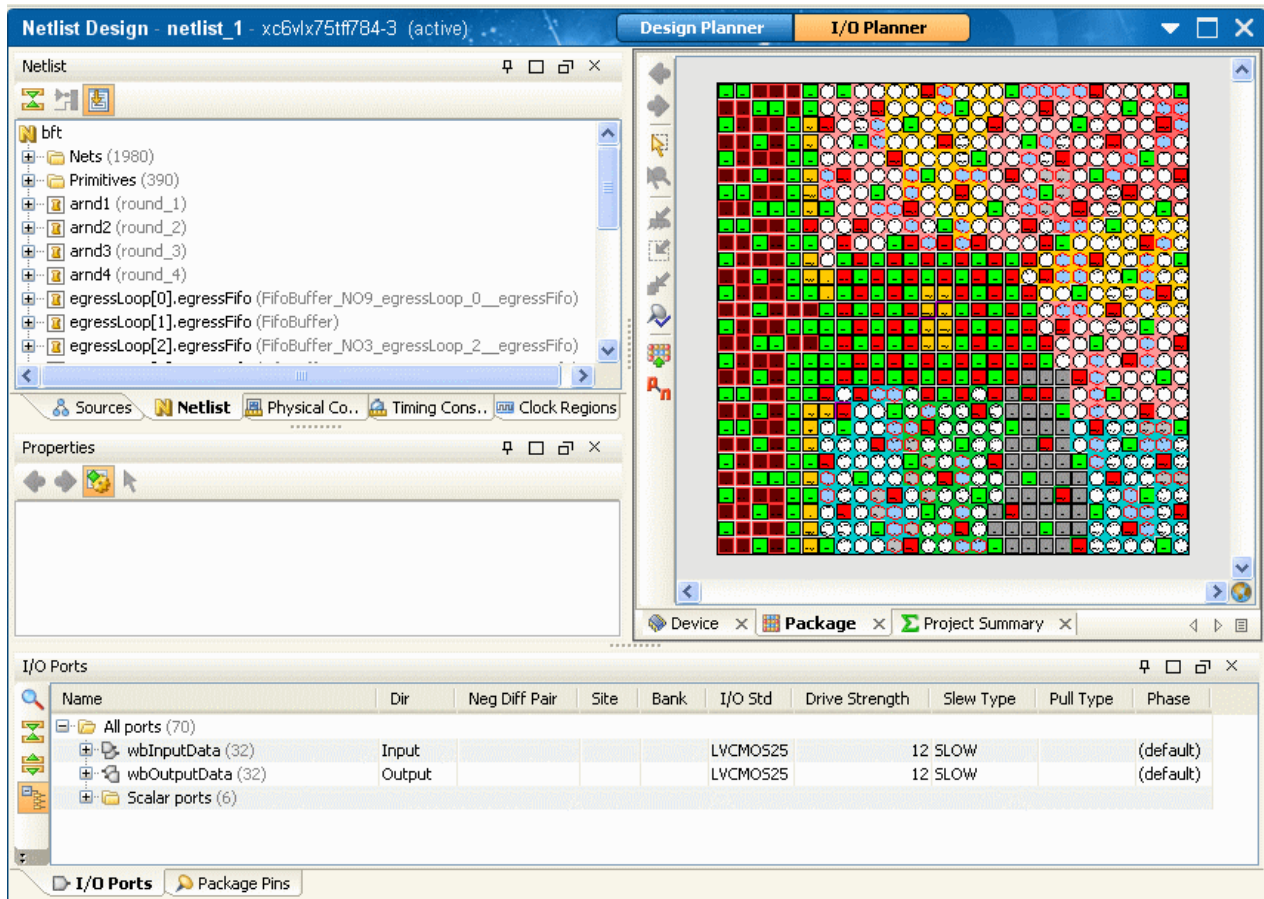 Netlist Design - netlist_1 - xc6vlx75tff784-3 (active)
Design Planner
I/O Planner
Netlist
bft
Nets (1980)
Primitives (390)
arnd1 (round_1)
arnd2 (round_2)
arnd3 (round_3)
arnd4 (round_4)
egressLoop[0].egressFifo (FifoBuffer_NO9_egressLoop_0__egressFifo)
egressLoop[1].egressFifo (FifoBuffer)
egressLoop[2].egressFifo (FifoBuffer_NO3_egressLoop_2__egressFifo)
Sources Netlist Physical Co.. Timing Cons.. Clock Regions
Properties
Device Package Project Summary
I/O Ports
Name Dir Neg Diff Pair Site Bank I/O Std Drive Strength Slew Type Pull Type Phase
All ports (70)
wbInputData (32) Input LVCMOS25 12 SLOW (default)
wbOutputData (32) Output LVCMOS25 12 SLOW (default)
Scalar ports (6)
I/O Ports Package Pins